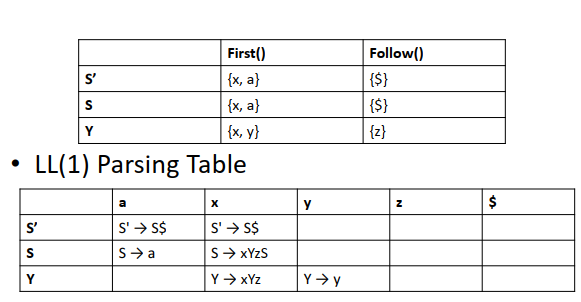 First() Follow()
S’ {x, a} {$}
S {x, a} {$}
Y {x, y} {z}
• LL(1) Parsing Table
a x y z $
S’ S' → S$ S' → S$
S S → a S → xYzS
Y Y → xYz Y → y